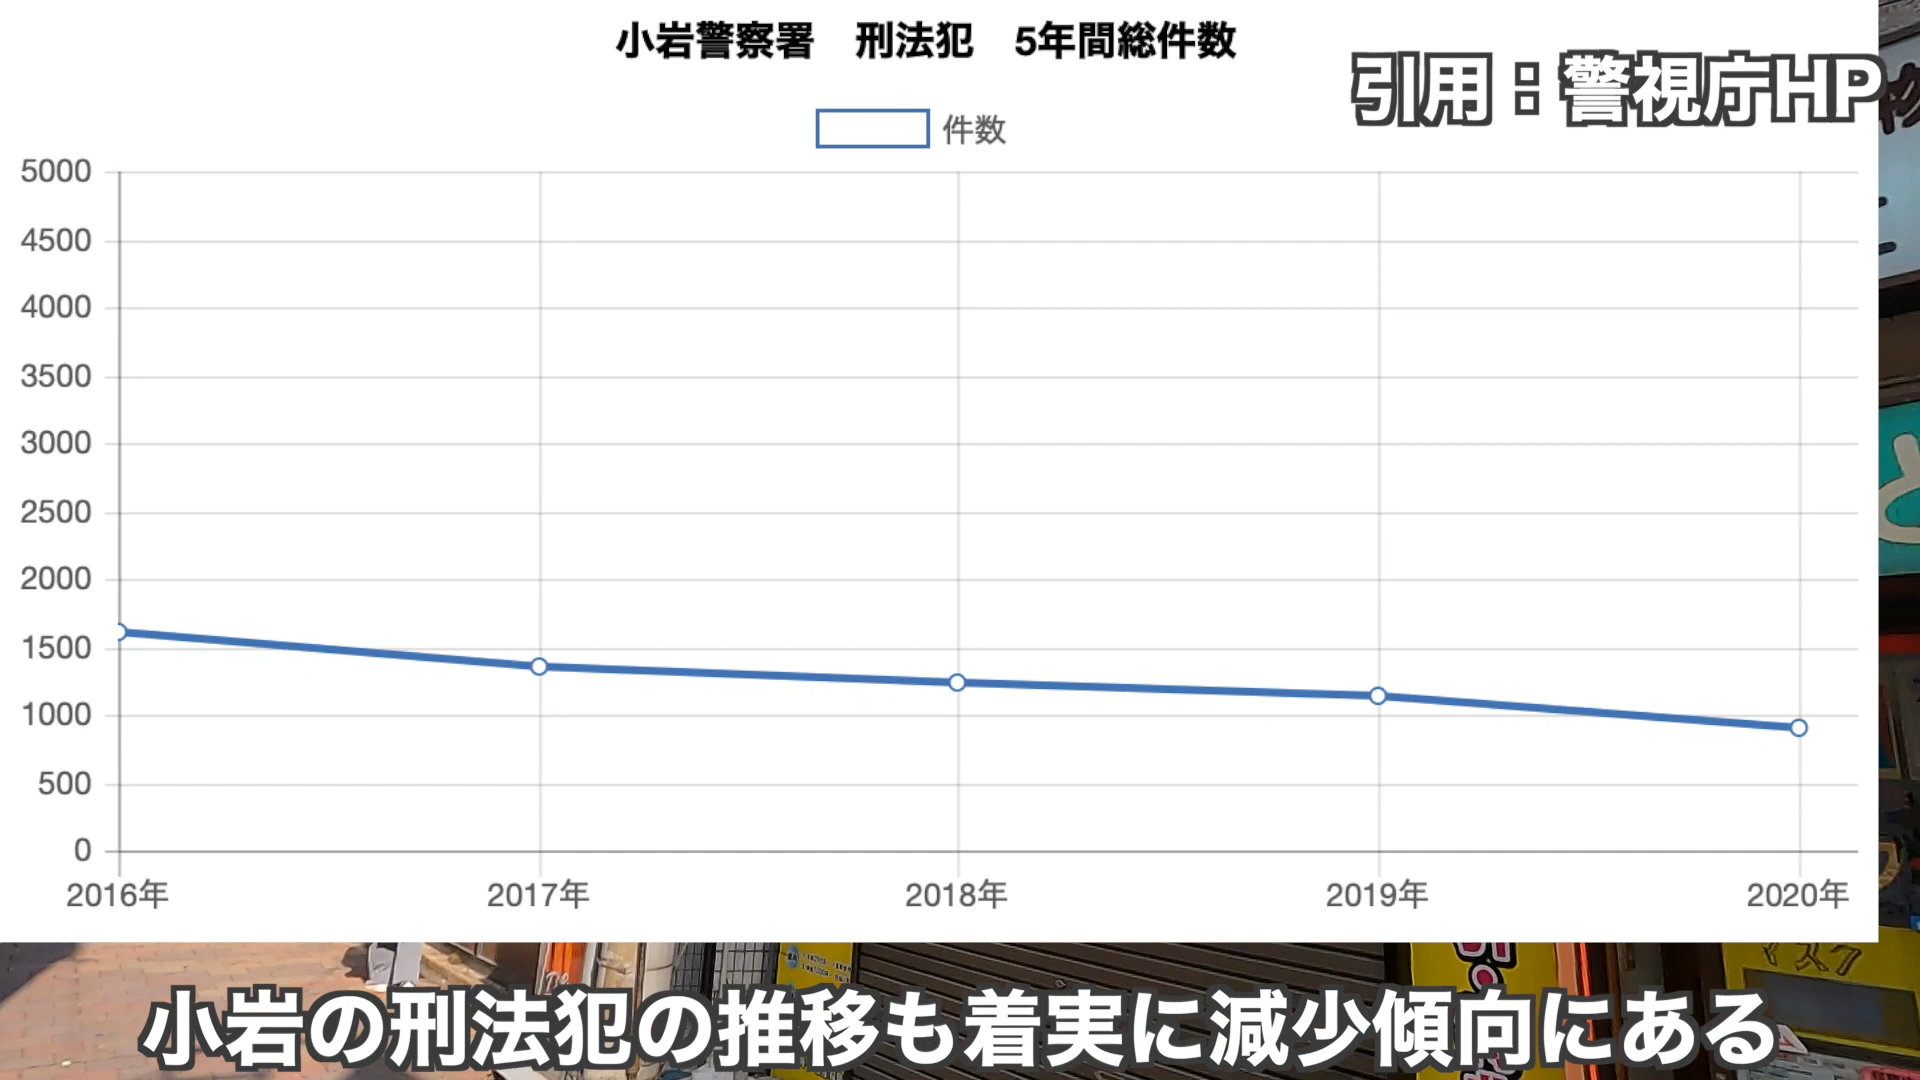 小岩警察署　刑法犯　5年間総件数
引用：警視庁HP
件数
5000
4500
4000
3500
3000
2500
2000
1500
1000
500
0
2016年 2017年 2018年 2019年 2020年
小岩の刑法犯の推移も着実に減少傾向にある